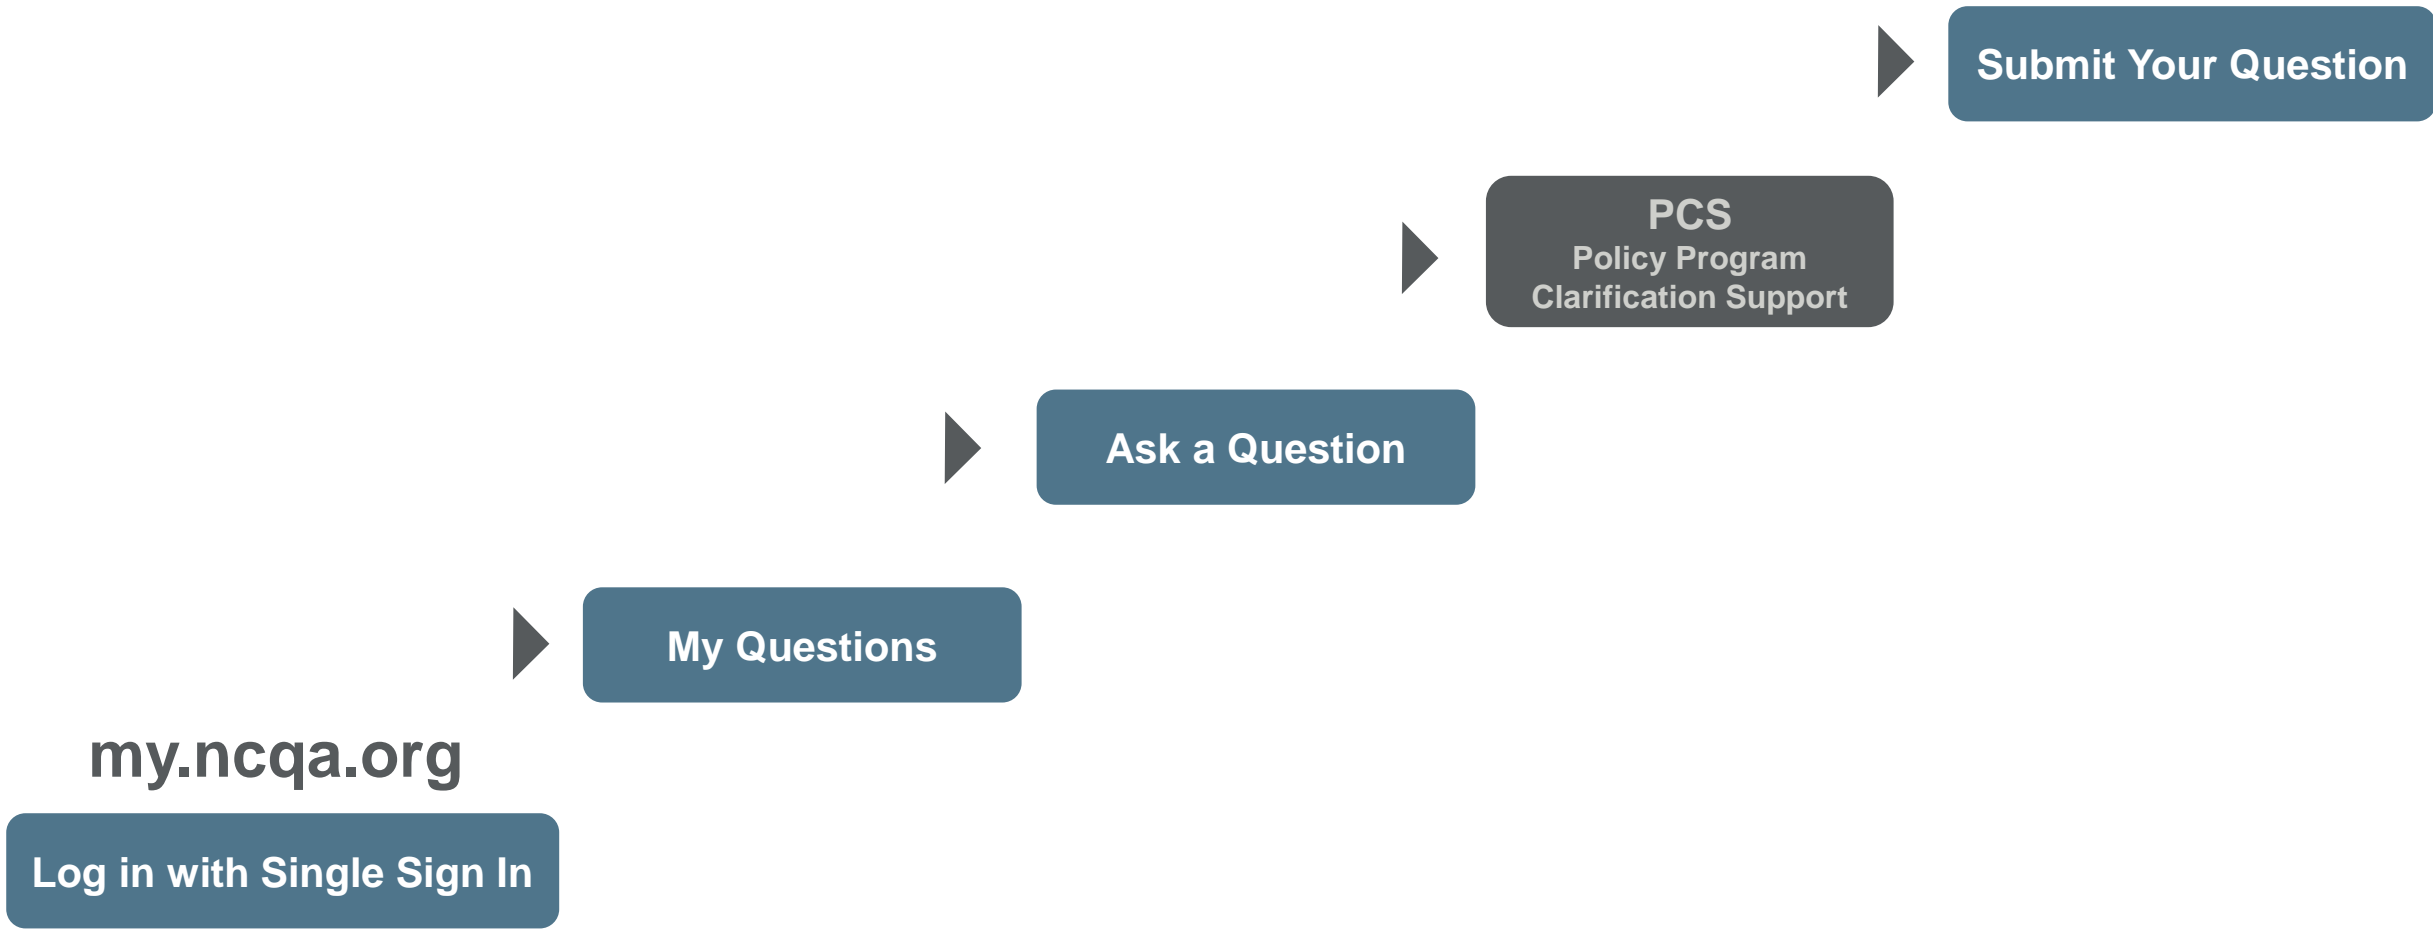 Submit Your Question
PCS
Policy Program
Clarification Support
Ask a Question
My Questions
my.ncqa.org
Log in with Single Sign In